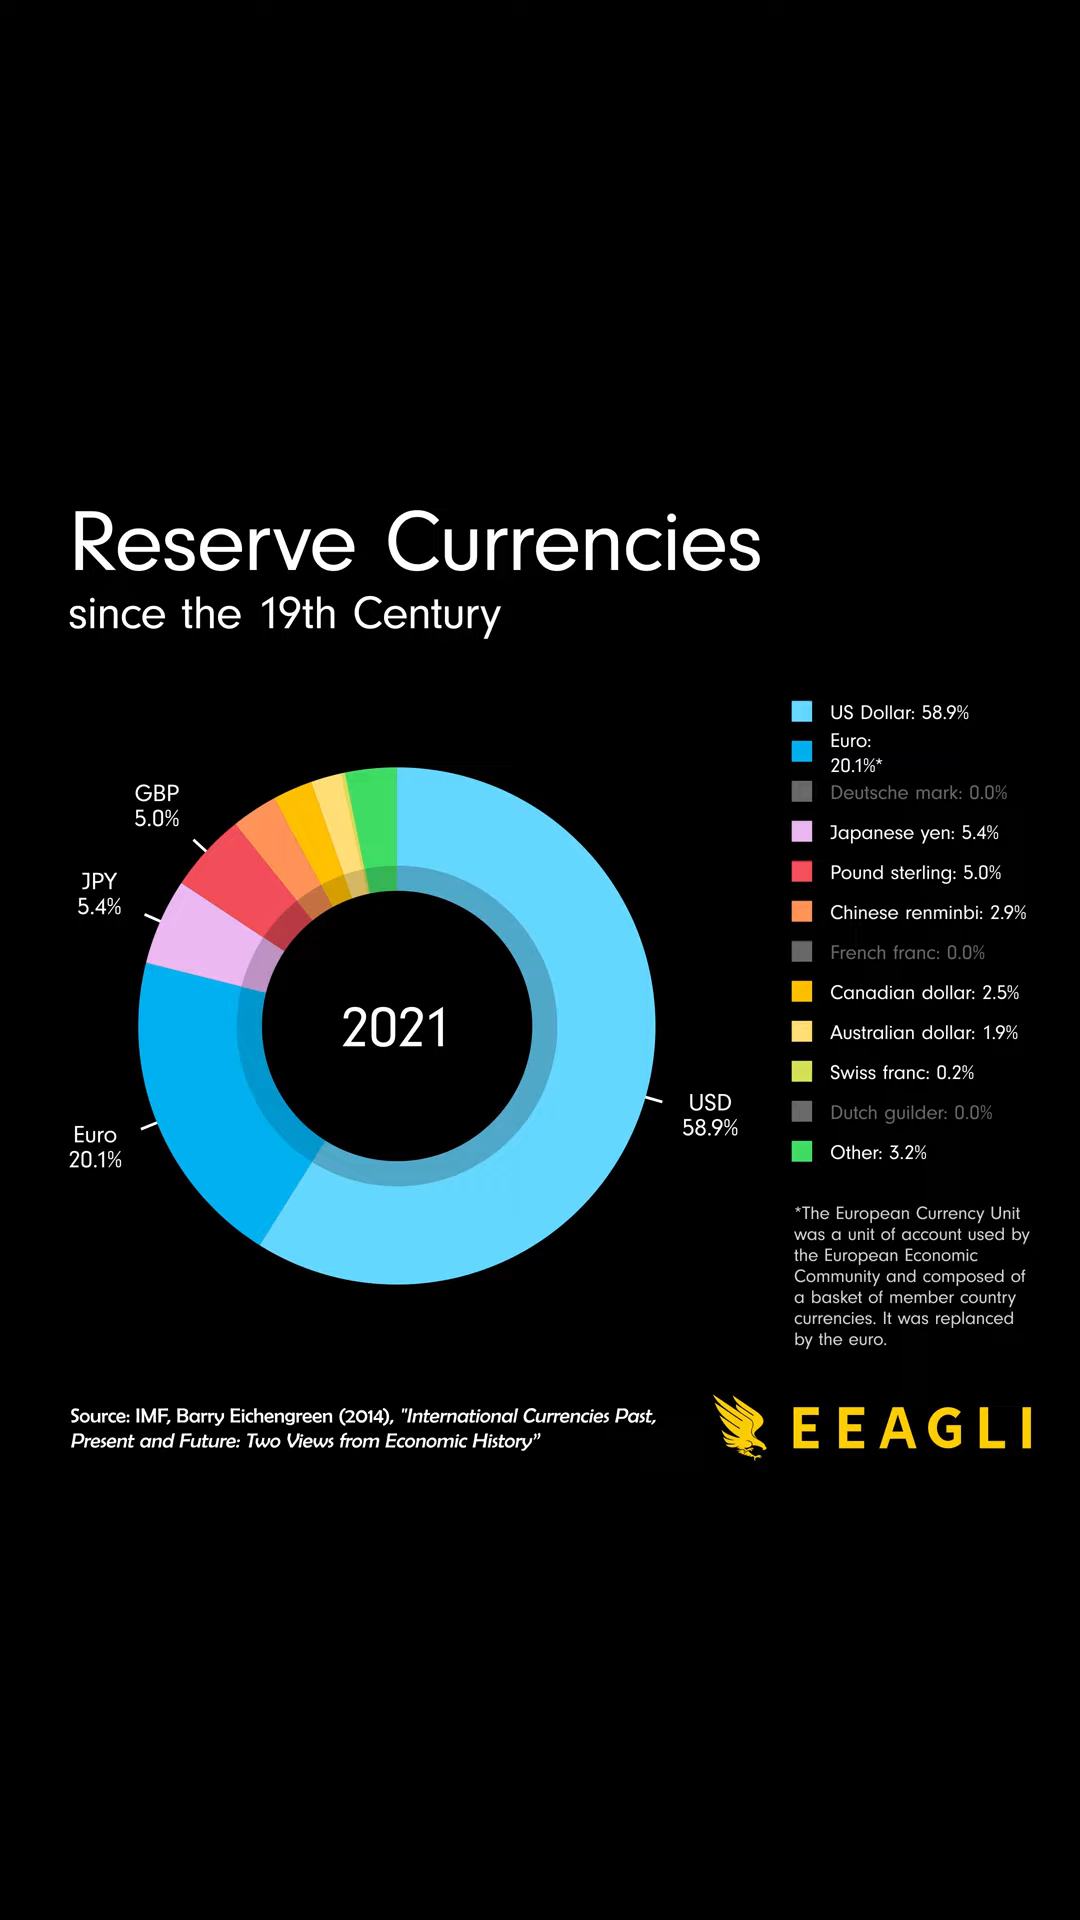 Reserve Currencies
since the 19th Century
US Dollar: 58.9%
Euro:
20.1%*
Deutsche mark: 0.0%
Japanese yen: 5.4%
Pound sterling: 5.0%
Chinese renminbi: 2.9%
French franc: 0.0%
Canadian dollar: 2.5%
Australian dollar: 1.9%
Swiss franc: 0.2%
Dutch guilder: 0.0%
Other: 3.2%
GBP
5.0%
JPY
5.4%
2021
USD
58.9%
Euro
20.1%
*The European Currency Unit
was a unit of account used by
the European Economic
Community and composed of
a basket of member country
currencies. It was replanced
by the euro.
Source: IMF, Barry Eichengreen (2014), "International Currencies Past,
Present and Future: Two Views from Economic History”
EEAGLI